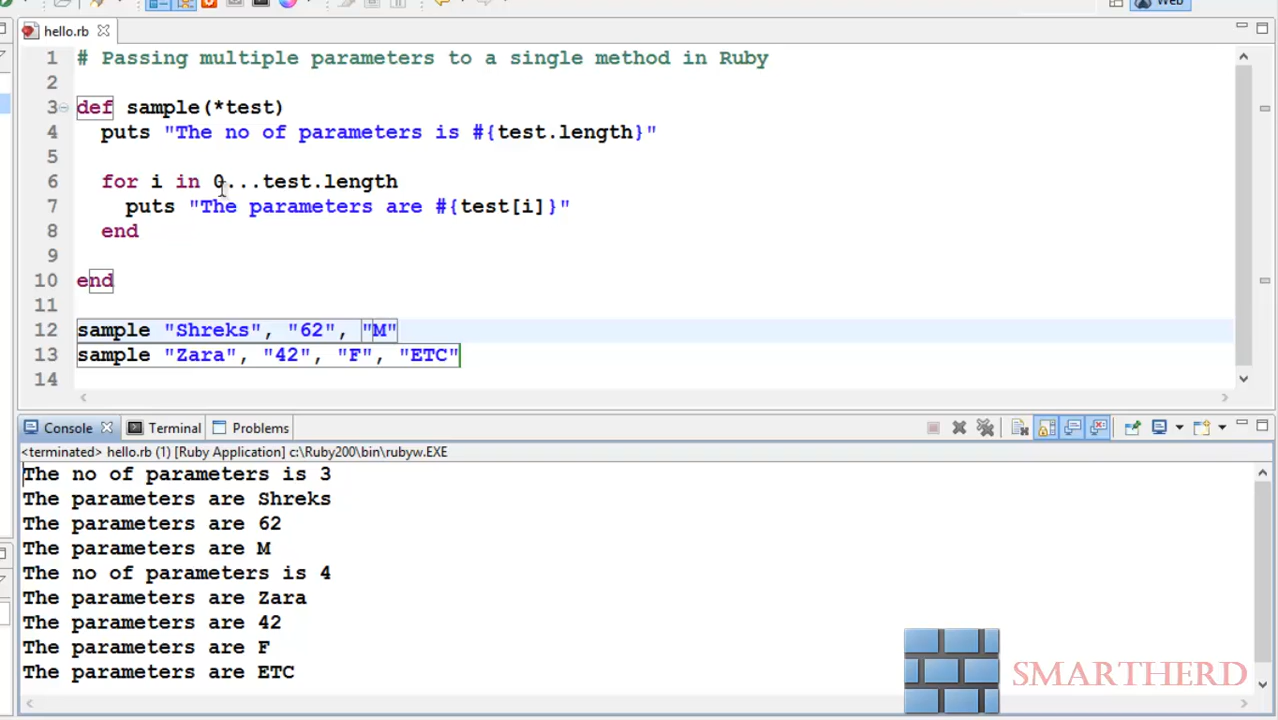 Web
hello.rb
1 # Passing multiple parameters to a single method in Ruby
2
3 def sample(*test)
4 puts "The no of parameters is #{test.length}"
5
6 for i in 0...test.length
7 puts "The parameters are #{test[i]}"
8 end
9
10 end
11
12 sample "Shreks", "62", "M"
13 sample "Zara", "42", "F", "ETC"
14
Console Terminal Problems
<terminated> hello.rb (1) [Ruby Application] c:\Ruby200\bin\rubyw.EXE
The no of parameters is 3
The parameters are Shreks
The parameters are 62
The parameters are M
The no of parameters is 4
The parameters are Zara
The parameters are 42
The parameters are F
The parameters are ETC
SMARTHERD